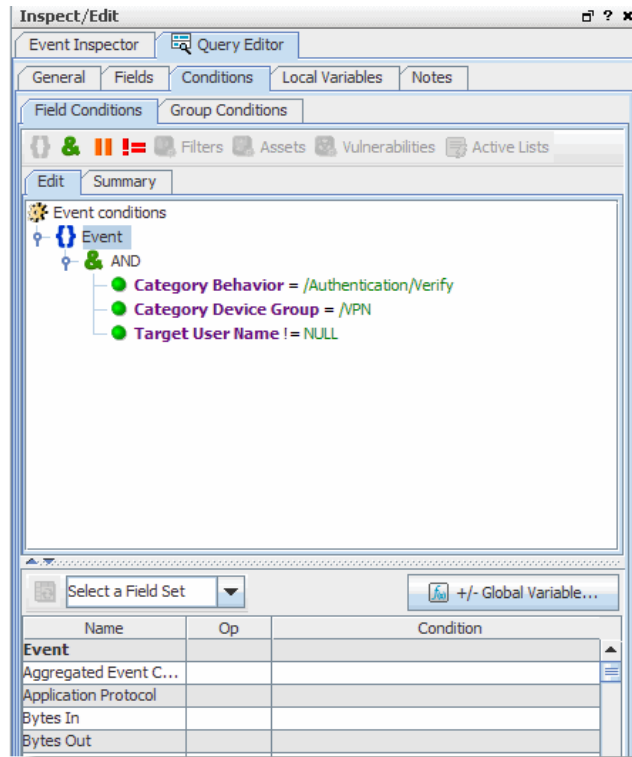 Inspect/Edit
Event Inspector Query Editor
General Fields Conditions Local Variables Notes
Field Conditions Group Conditions
{} & || != Filters Assets Vulnerabilities Active Lists
Edit Summary
Event conditions
{} Event
& AND
Category Behavior = /Authentication/Verify
Category Device Group = /VPN
Target User Name != NULL
Select a Field Set +/- Global Variable...
Name Op Condition
Event
Aggregated Event C...
Application Protocol
Bytes In
Bytes Out